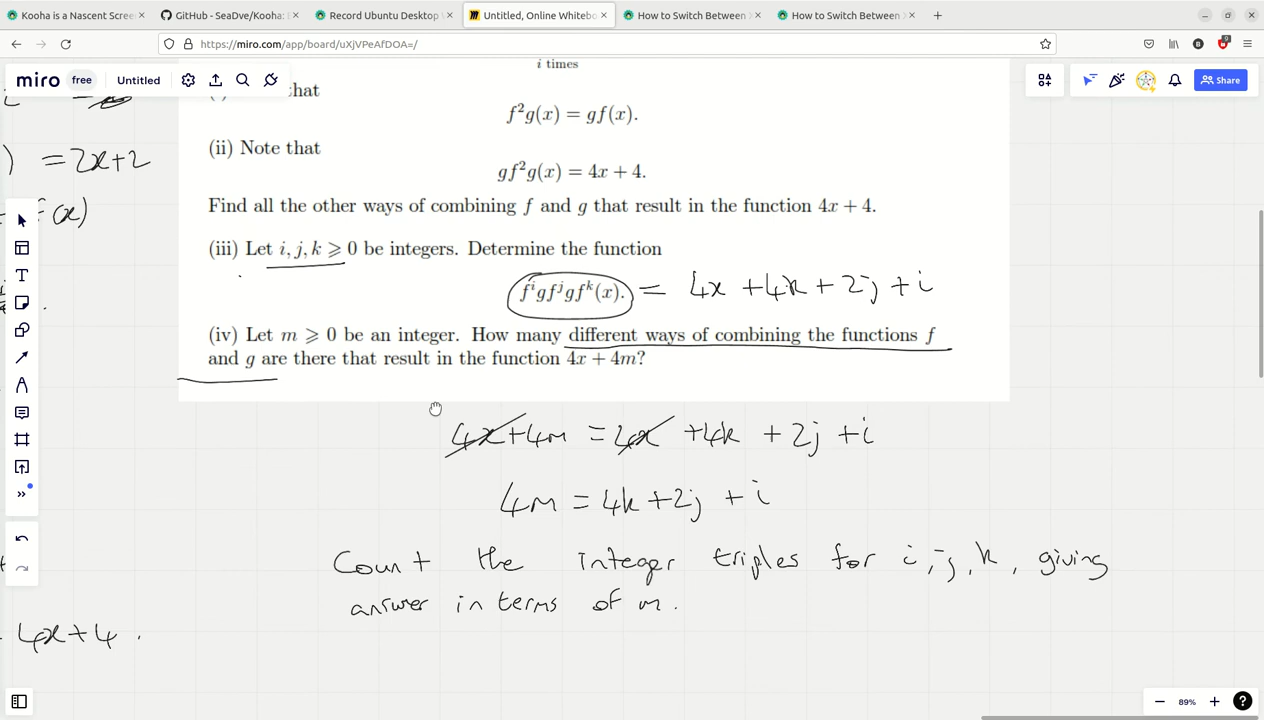 Kooha is a Nascent Scree
GitHub - SeaDve/Kooha: E
Record Ubuntu Desktop
Untitled, Online Whitebo
How to Switch Between
How to Switch Between
https://miro.com/app/board/uXjVPeAfDOA=/
miro free Untitled
Share
i times
that
f²g(x) = gf(x).
) = 2x+2
(ii) Note that
gf²g(x) = 4x + 4.
(x)
Find all the other ways of combining f and g that result in the function 4x + 4.
(iii) Let i, j, k ⩾ 0 be integers. Determine the function
fⁱgfʲgfᵏ(x). = 4x + 4k + 2j + i
(iv) Let m ⩾ 0 be an integer. How many different ways of combining the functions f
and g are there that result in the function 4x + 4m?
4x + 4m = 4x + 4k + 2j + i
4m = 4k + 2j + i
Count the integer triples for i, j, k, giving
answer in terms of m.
4x + 4.
89%